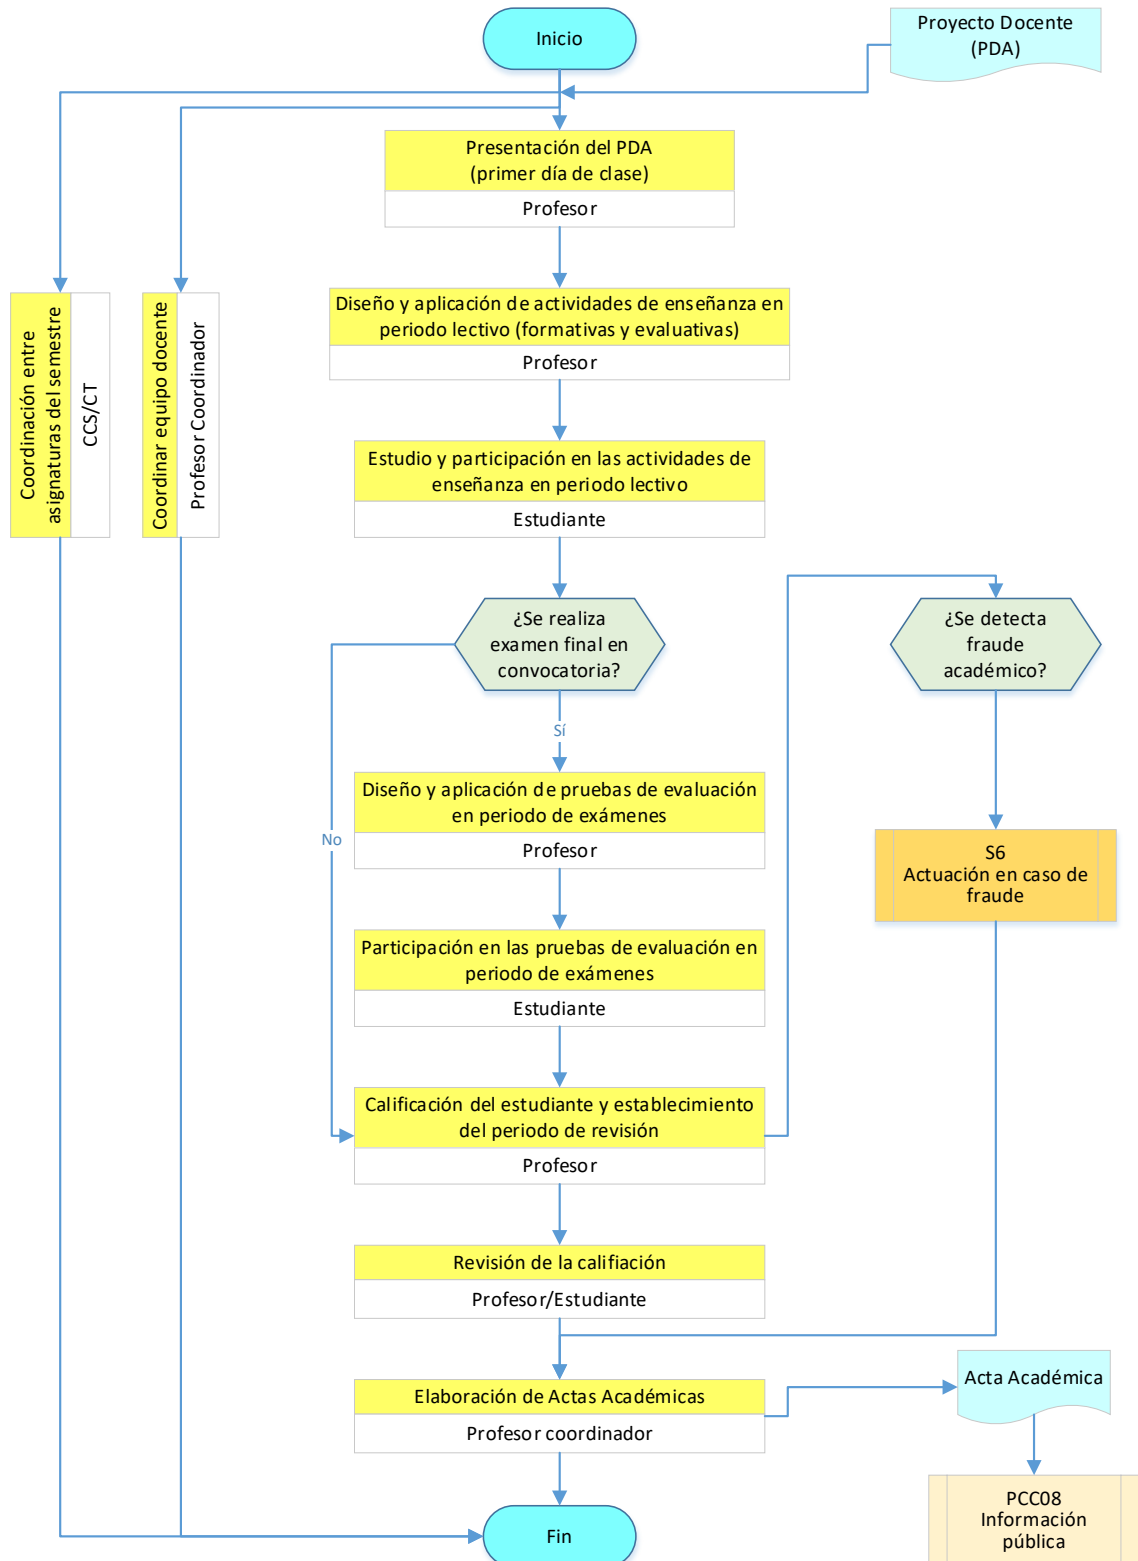 Inicio
Proyecto Docente
(PDA)
Presentación del PDA
(primer día de clase)
Profesor
Coordinación entre
asignaturas del semestre
CCS/CT
Coordinar equipo docente
Profesor Coordinador
Diseño y aplicación de actividades de enseñanza en
periodo lectivo (formativas y evaluativas)
Profesor
Estudio y participación en las actividades de
enseñanza en periodo lectivo
Estudiante
¿Se realiza
examen final en
convocatoria?
¿Se detecta
fraude
académico?
Sí
No
Diseño y aplicación de pruebas de evaluación
en periodo de exámenes
Profesor
S6
Actuación en caso de
fraude
Participación en las pruebas de evaluación en
periodo de exámenes
Estudiante
Calificación del estudiante y establecimiento
del periodo de revisión
Profesor
Revisión de la califiación
Profesor/Estudiante
Elaboración de Actas Académicas
Profesor coordinador
Acta Académica
PCC08
Información
pública
Fin